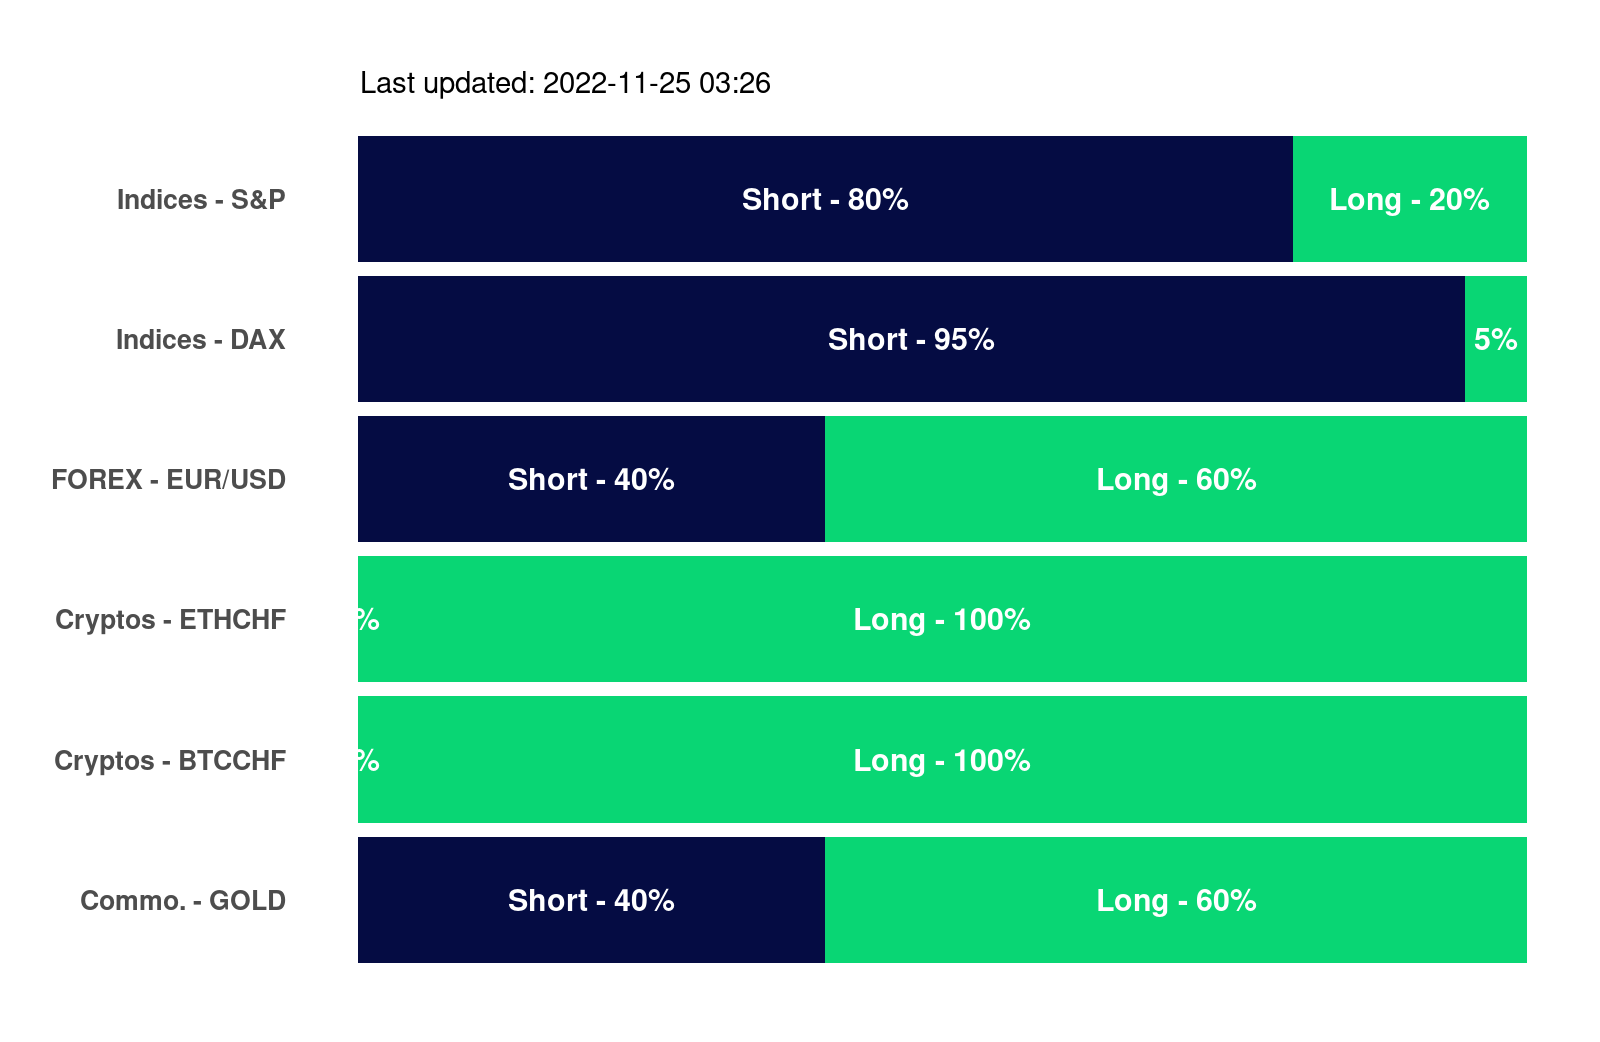 Last updated: 2022-11-25 03:26
Indices - S&P Short - 80% Long - 20%
Indices - DAX Short - 95% 5%
FOREX - EUR/USD Short - 40% Long - 60%
Cryptos - ETHCHF % Long - 100%
Cryptos - BTCCHF % Long - 100%
Commo. - GOLD Short - 40% Long - 60%